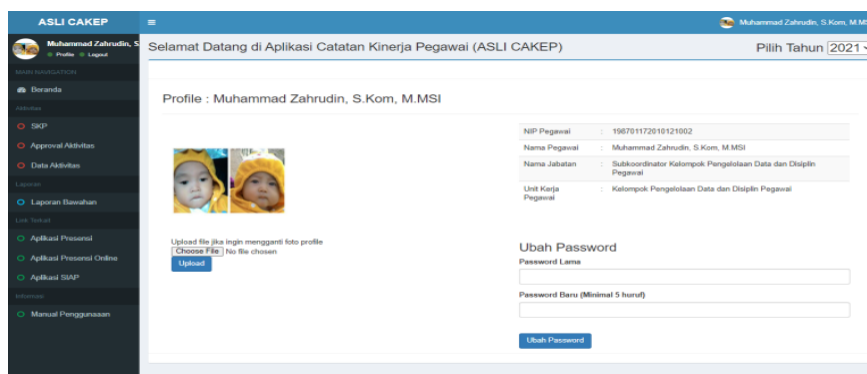 ASLI CAKEP
Muhammad Zahrudin, S.Kom, M.MS
Muhammad Zahrudin, S
Profile Logout
Selamat Datang di Aplikasi Catatan Kinerja Pegawai (ASLI CAKEP)
Pilih Tahun 2021
MAIN NAVIGATION
Beranda
Profile : Muhammad Zahrudin, S.Kom, M.MSI
Aktivitas
SKP
Approval Aktivitas
Data Aktivitas
Laporan
Laporan Bawahan
Link Terkait
Aplikasi Presensi
Aplikasi Presensi Online
Aplikasi SIAP
Informasi
Manual Penggunaan
NIP Pegawai : 198701172010121002
Nama Pegawai : Muhammad Zahrudin, S.Kom, M.MSI
Nama Jabatan : Subkoordinator Kelompok Pengelolaan Data dan Disiplin
Pegawai
Unit Kerja : Kelompok Pengelolaan Data dan Disiplin Pegawai
Pegawai
Upload file jika ingin mengganti foto profile
Choose File No file chosen
Upload
Ubah Password
Password Lama
Password Baru (Minimal 5 huruf)
Ubah Password